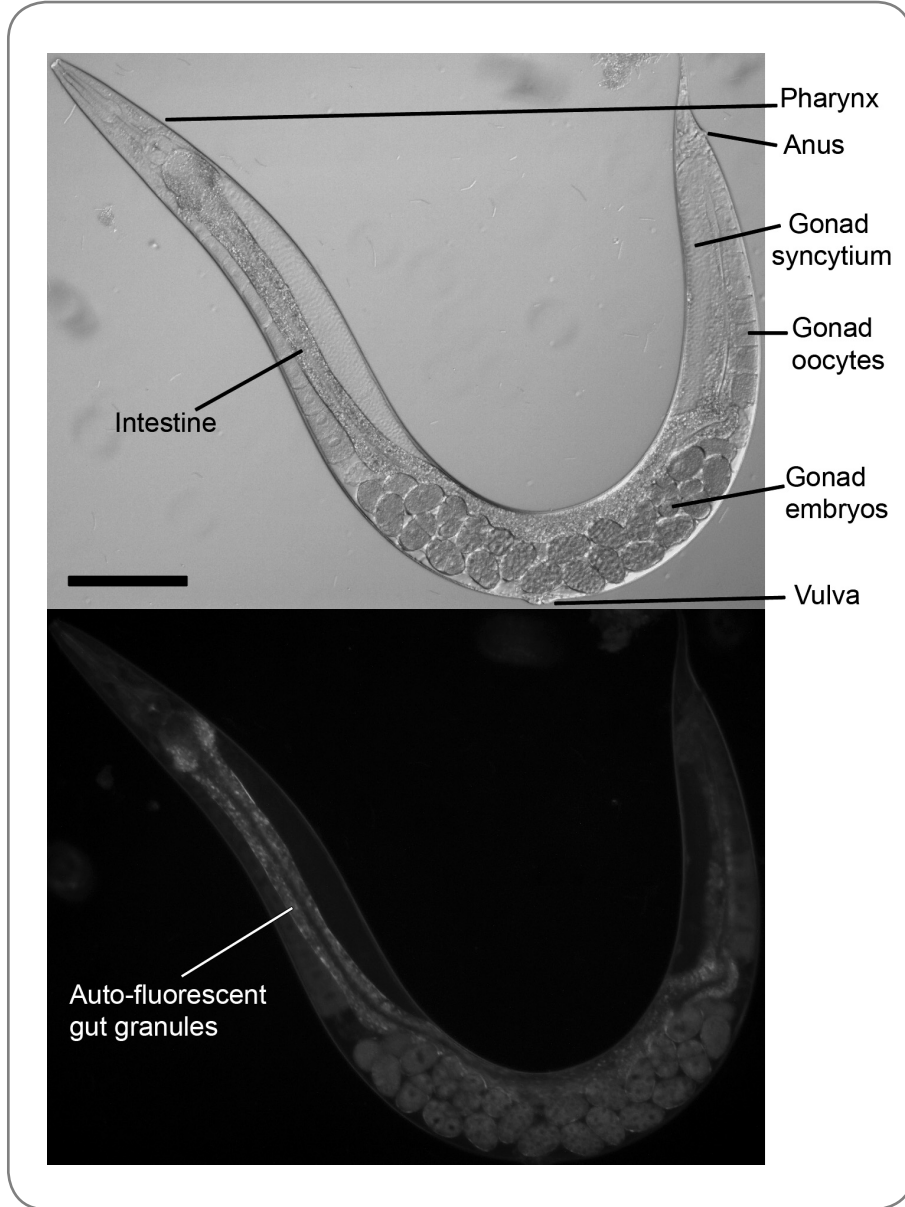 Pharynx
Anus
Gonad
syncytium
Gonad
oocytes
Intestine
Gonad
embryos
Vulva
Auto-fluorescent
gut granules